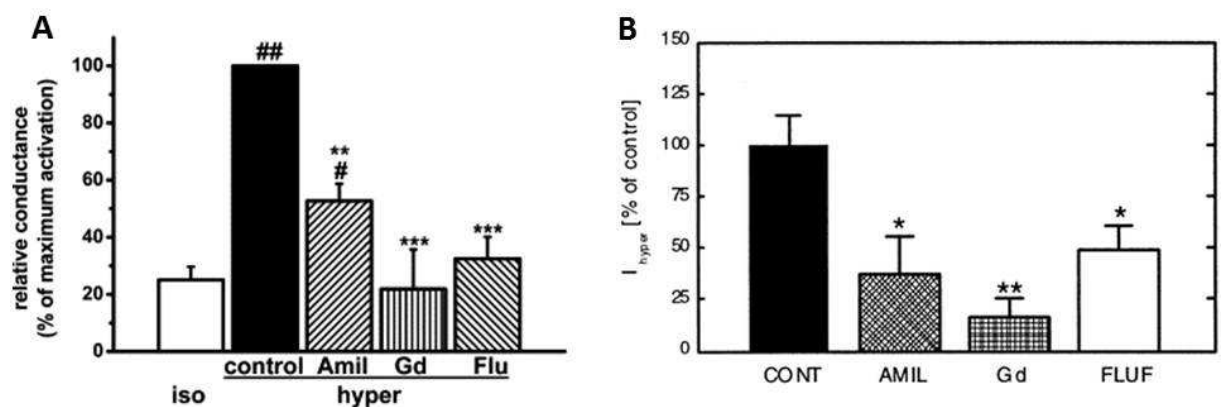 A
relative conductance
(% of maximum activation)
100
80
60
40
20
0
##
**
#
***
***
control Amil Gd Flu
iso hyper
B
I hyper [% of control]
150
125
100
75
50
25
0
*
**
*
CONT AMIL Gd FLUF